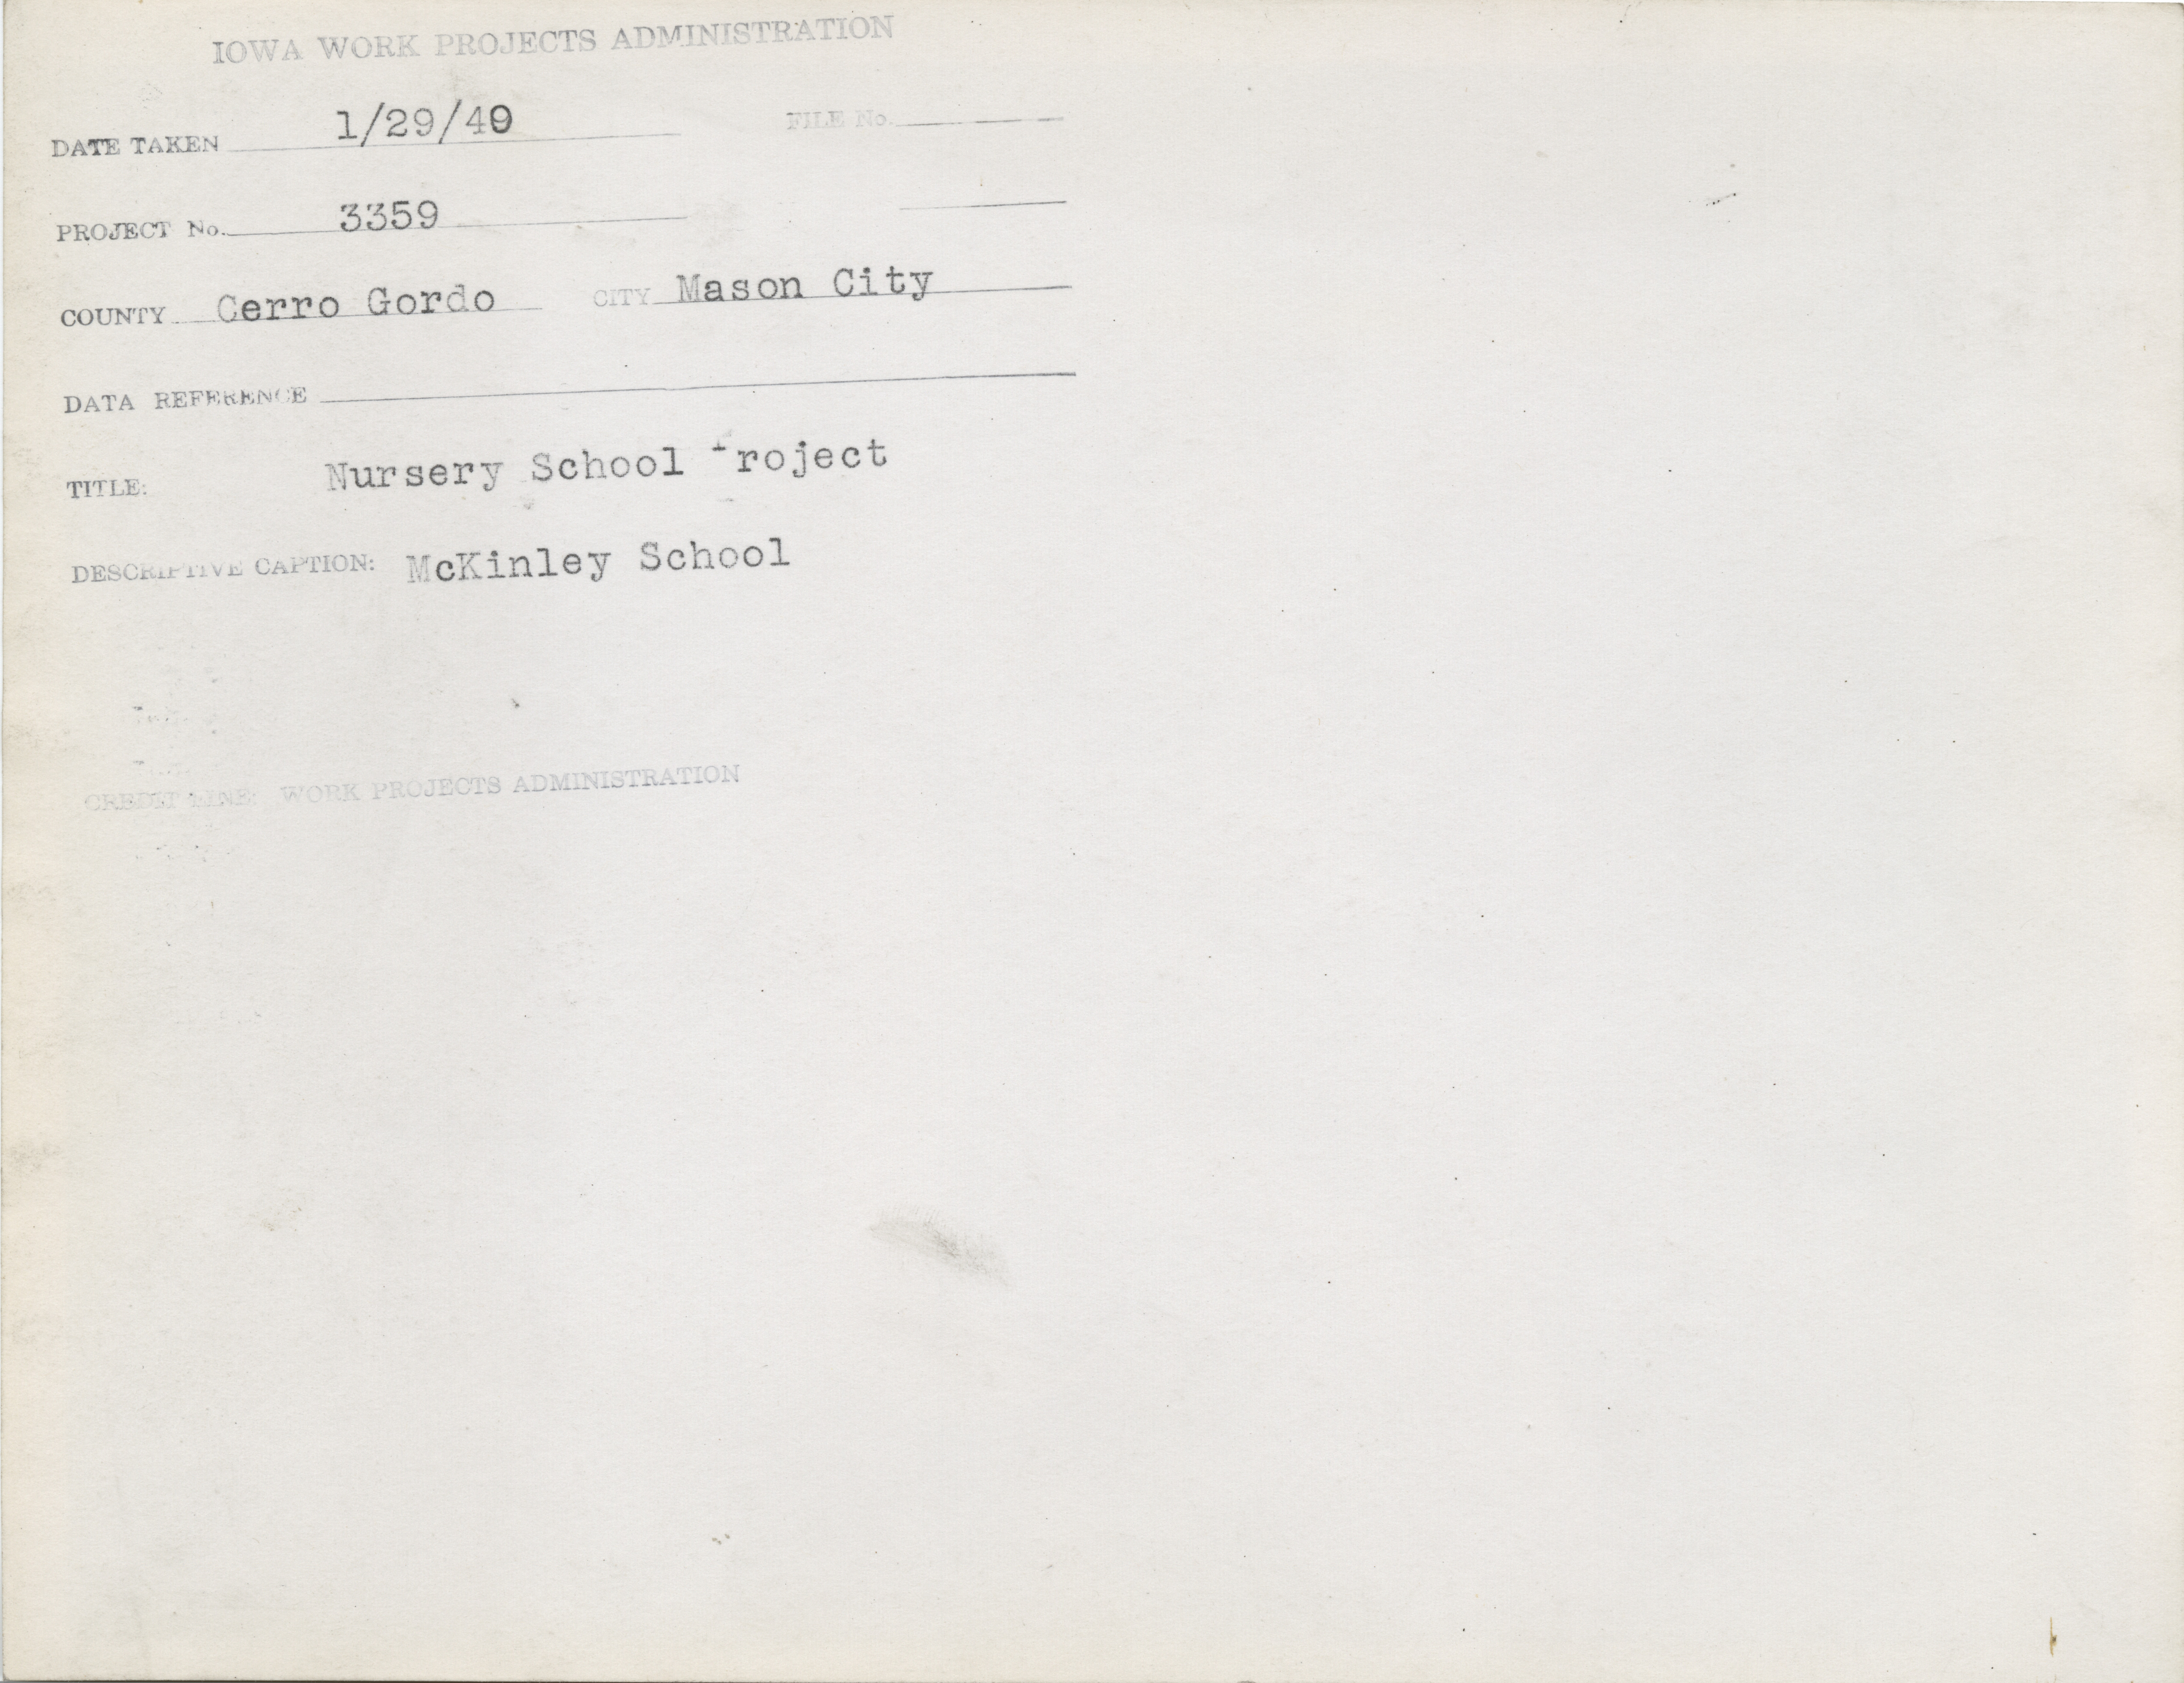 IOWA WORK PROJECTS ADMINISTRATION
DATE TAKEN 1/29/40 FILE No.
PROJECT No. 3359
COUNTY Cerro Gordo CITY Mason City
DATA REFERENCE
TITLE: Nursery School Project
DESCRIPTIVE CAPTION: McKinley School
CREDIT LINE: WORK PROJECTS ADMINISTRATION